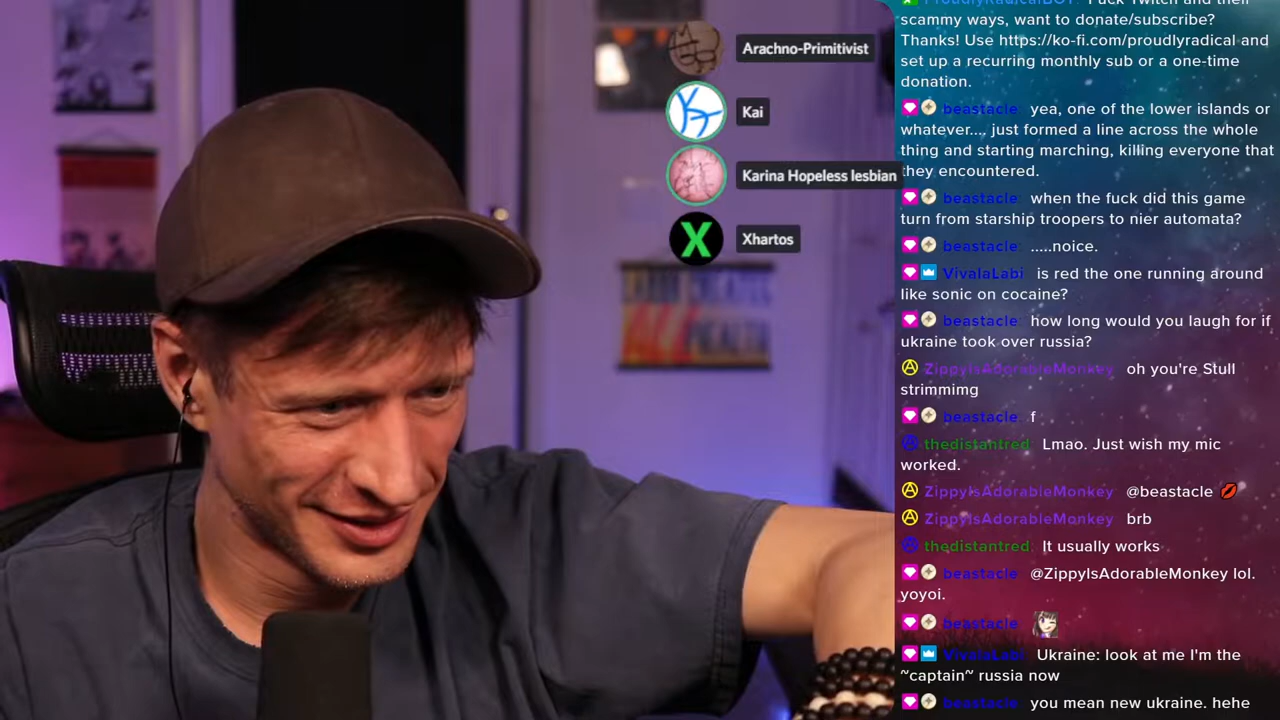 Arachno-Primitivist
Kai
Karina Hopeless lesbian
X
Xhartos
scammy ways, want to donate/subscribe?
Thanks! Use https://ko-fi.com/proudlyradical and
set up a recurring monthly sub or a one-time
donation.
beastacle: yea, one of the lower islands or
whatever.... just formed a line across the whole
thing and starting marching, killing everyone that
they encountered.
beastacle: when the fuck did this game
turn from starship troopers to nier automata?
beastacle: .....noice.
VivalaLabi: is red the one running around
like sonic on cocaine?
beastacle: how long would you laugh for if
ukraine took over russia?
ZippyIsAdorableMonkey: oh you're Stull
strimmimg
beastacle: f
thedistantred: Lmao. Just wish my mic
worked.
ZippyIsAdorableMonkey: @beastacle
ZippyIsAdorableMonkey: brb
thedistantred: It usually works
beastacle: @ZippyIsAdorableMonkey lol.
yoyoi.
beastacle:
VivalaLabi: Ukraine: look at me I'm the
~captain~ russia now
beastacle: you mean new ukraine. hehe